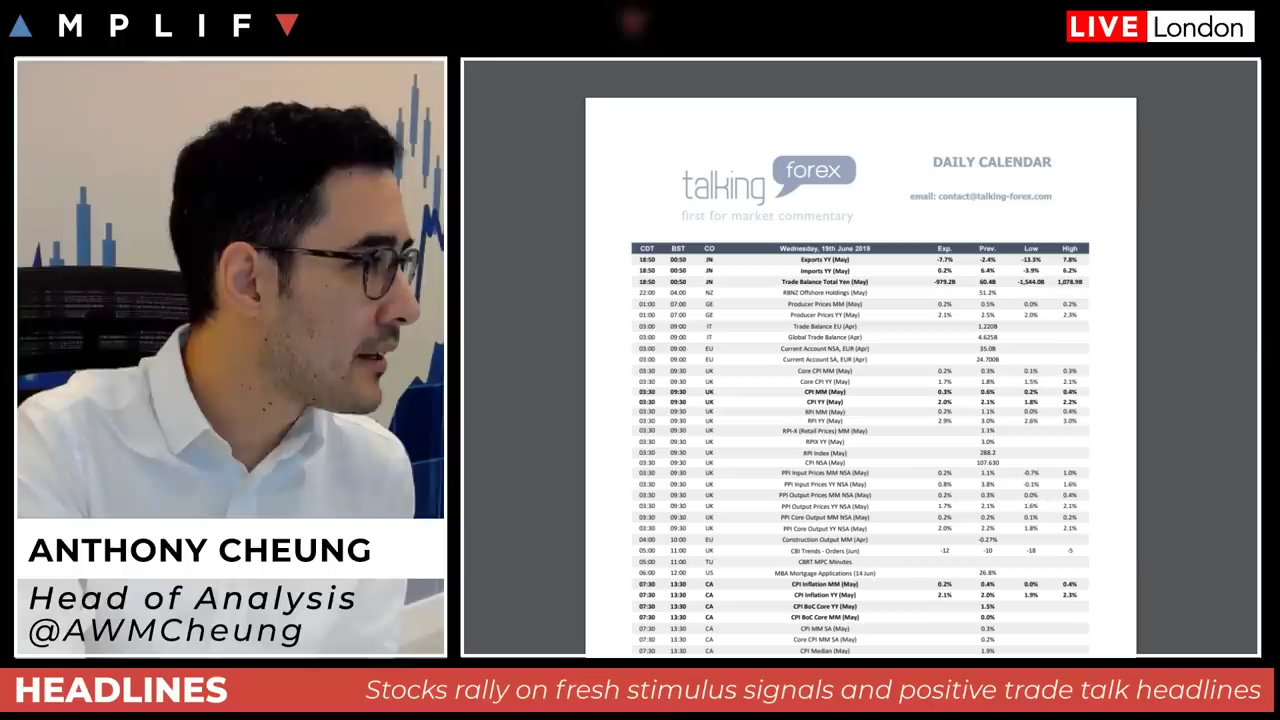 MPLIF
LIVE London
talking forex
first for market commentary
DAILY CALENDAR
email: contact@talking-forex.com
CDT BST CO Wednesday, 19th June 2019 Exp. Prev. Low High
18:50 00:50 JN Exports YY (May) -7.7% -2.4% -13.3% 7.8%
18:50 00:50 JN Imports YY (May) 0.2% 6.4% -3.9% 6.2%
18:50 00:50 JN Trade Balance Total Yen (May) -979.2B 60.4B -1,544.0B 1,078.9B
22:00 04:00 NZ RBNZ Offshore Holdings (May) 51.2%
01:00 07:00 GE Producer Prices MM (May) 0.2% 0.5% 0.0% 0.2%
01:00 07:00 GE Producer Prices YY (May) 2.1% 2.5% 2.0% 2.3%
03:00 09:00 IT Trade Balance EU (Apr) 1.220B
03:00 09:00 IT Global Trade Balance (Apr) 4.625B
03:00 09:00 EU Current Account NSA, EUR (Apr) 35.0B
03:00 09:00 EU Current Account SA, EUR (Apr) 24.700B
03:30 09:30 UK Core CPI MM (May) 0.2% 0.3% 0.1% 0.3%
03:30 09:30 UK Core CPI YY (May) 1.7% 1.8% 1.5% 2.1%
03:30 09:30 UK CPI MM (May) 0.3% 0.6% 0.2% 0.4%
03:30 09:30 UK CPI YY (May) 2.0% 2.1% 1.8% 2.2%
03:30 09:30 UK RPI MM (May) 0.2% 1.1% 0.0% 0.4%
03:30 09:30 UK RPI YY (May) 2.9% 3.0% 2.6% 3.0%
03:30 09:30 UK RPI-X (Retail Prices) MM (May) 1.1%
03:30 09:30 UK RPIX YY (May) 3.0%
03:30 09:30 UK RPI Index (May) 288.2
03:30 09:30 UK CPI NSA (May) 107.630
03:30 09:30 UK PPI Input Prices MM NSA (May) 0.2% 1.1% -0.7% 1.0%
03:30 09:30 UK PPI Input Prices YY NSA (May) 0.8% 3.8% -0.1% 1.6%
03:30 09:30 UK PPI Output Prices MM NSA (May) 0.2% 0.3% 0.0% 0.4%
03:30 09:30 UK PPI Output Prices YY NSA (May) 1.7% 2.1% 1.6% 2.1%
03:30 09:30 UK PPI Core Output MM NSA (May) 0.2% 0.2% 0.1% 0.2%
03:30 09:30 UK PPI Core Output YY NSA (May) 2.0% 2.2% 1.8% 2.1%
04:00 10:00 EU Construction Output MM (Apr) -0.27%
05:00 11:00 UK CBI Trends - Orders (Jun) -12 -10 -18 -5
05:00 11:00 TU CBRT MPC Minutes
06:00 12:00 US MBA Mortgage Applications (14 Jun) 26.8%
07:30 13:30 CA CPI Inflation MM (May) 0.2% 0.4% 0.0% 0.4%
07:30 13:30 CA CPI Inflation YY (May) 2.1% 2.0% 1.9% 2.3%
07:30 13:30 CA CPI BoC Core YY (May) 1.5%
07:30 13:30 CA CPI BoC Core MM (May) 0.0%
07:30 13:30 CA CPI MM SA (May) 0.3%
07:30 13:30 CA Core CPI MM SA (May) 0.2%
07:30 13:30 CA CPI Median (May) 1.9%
ANTHONY CHEUNG
Head of Analysis
@AWMCheung
HEADLINES Stocks rally on fresh stimulus signals and positive trade talk headlines